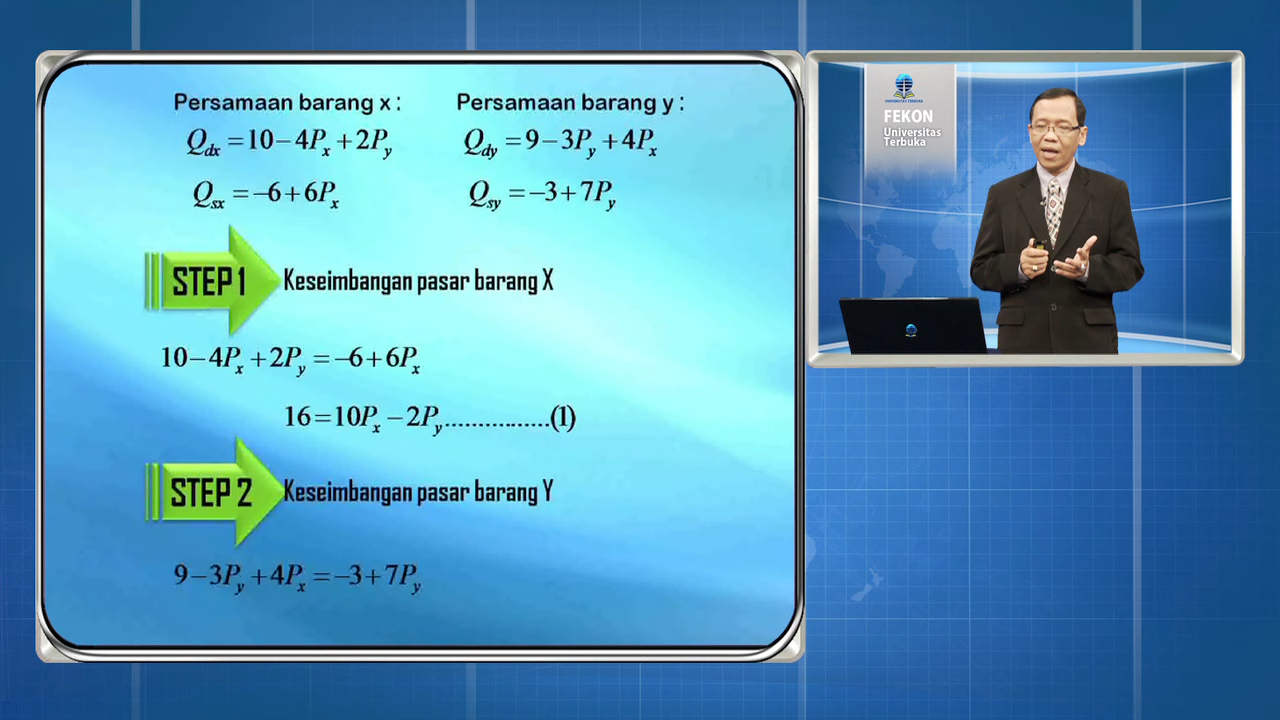 Persamaan barang x :
Q_dx = 10 – 4P_x + 2P_y
Q_sx = –6 + 6P_x
Persamaan barang y :
Q_dy = 9 – 3P_y + 4P_x
Q_sy = –3 + 7P_y
STEP 1 Keseimbangan pasar barang X
10 – 4P_x + 2P_y = –6 + 6P_x
16 = 10P_x – 2P_y................(1)
STEP 2 Keseimbangan pasar barang Y
9 – 3P_y + 4P_x = –3 + 7P_y
UNIVERSITAS TERBUKA
FEKON
Universitas
Terbuka